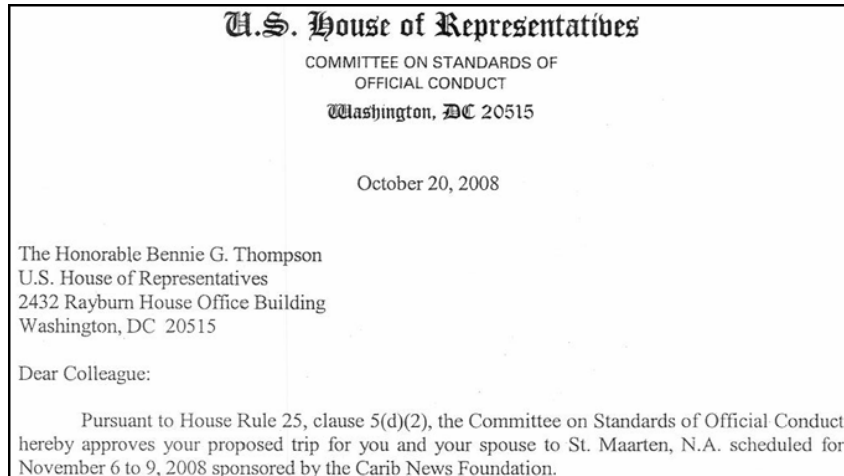 U.S. House of Representatives
COMMITTEE ON STANDARDS OF
OFFICIAL CONDUCT
Washington, DC 20515
October 20, 2008
The Honorable Bennie G. Thompson
U.S. House of Representatives
2432 Rayburn House Office Building
Washington, DC 20515
Dear Colleague:
Pursuant to House Rule 25, clause 5(d)(2), the Committee on Standards of Official Conduct
hereby approves your proposed trip for you and your spouse to St. Maarten, N.A. scheduled for
November 6 to 9, 2008 sponsored by the Carib News Foundation.